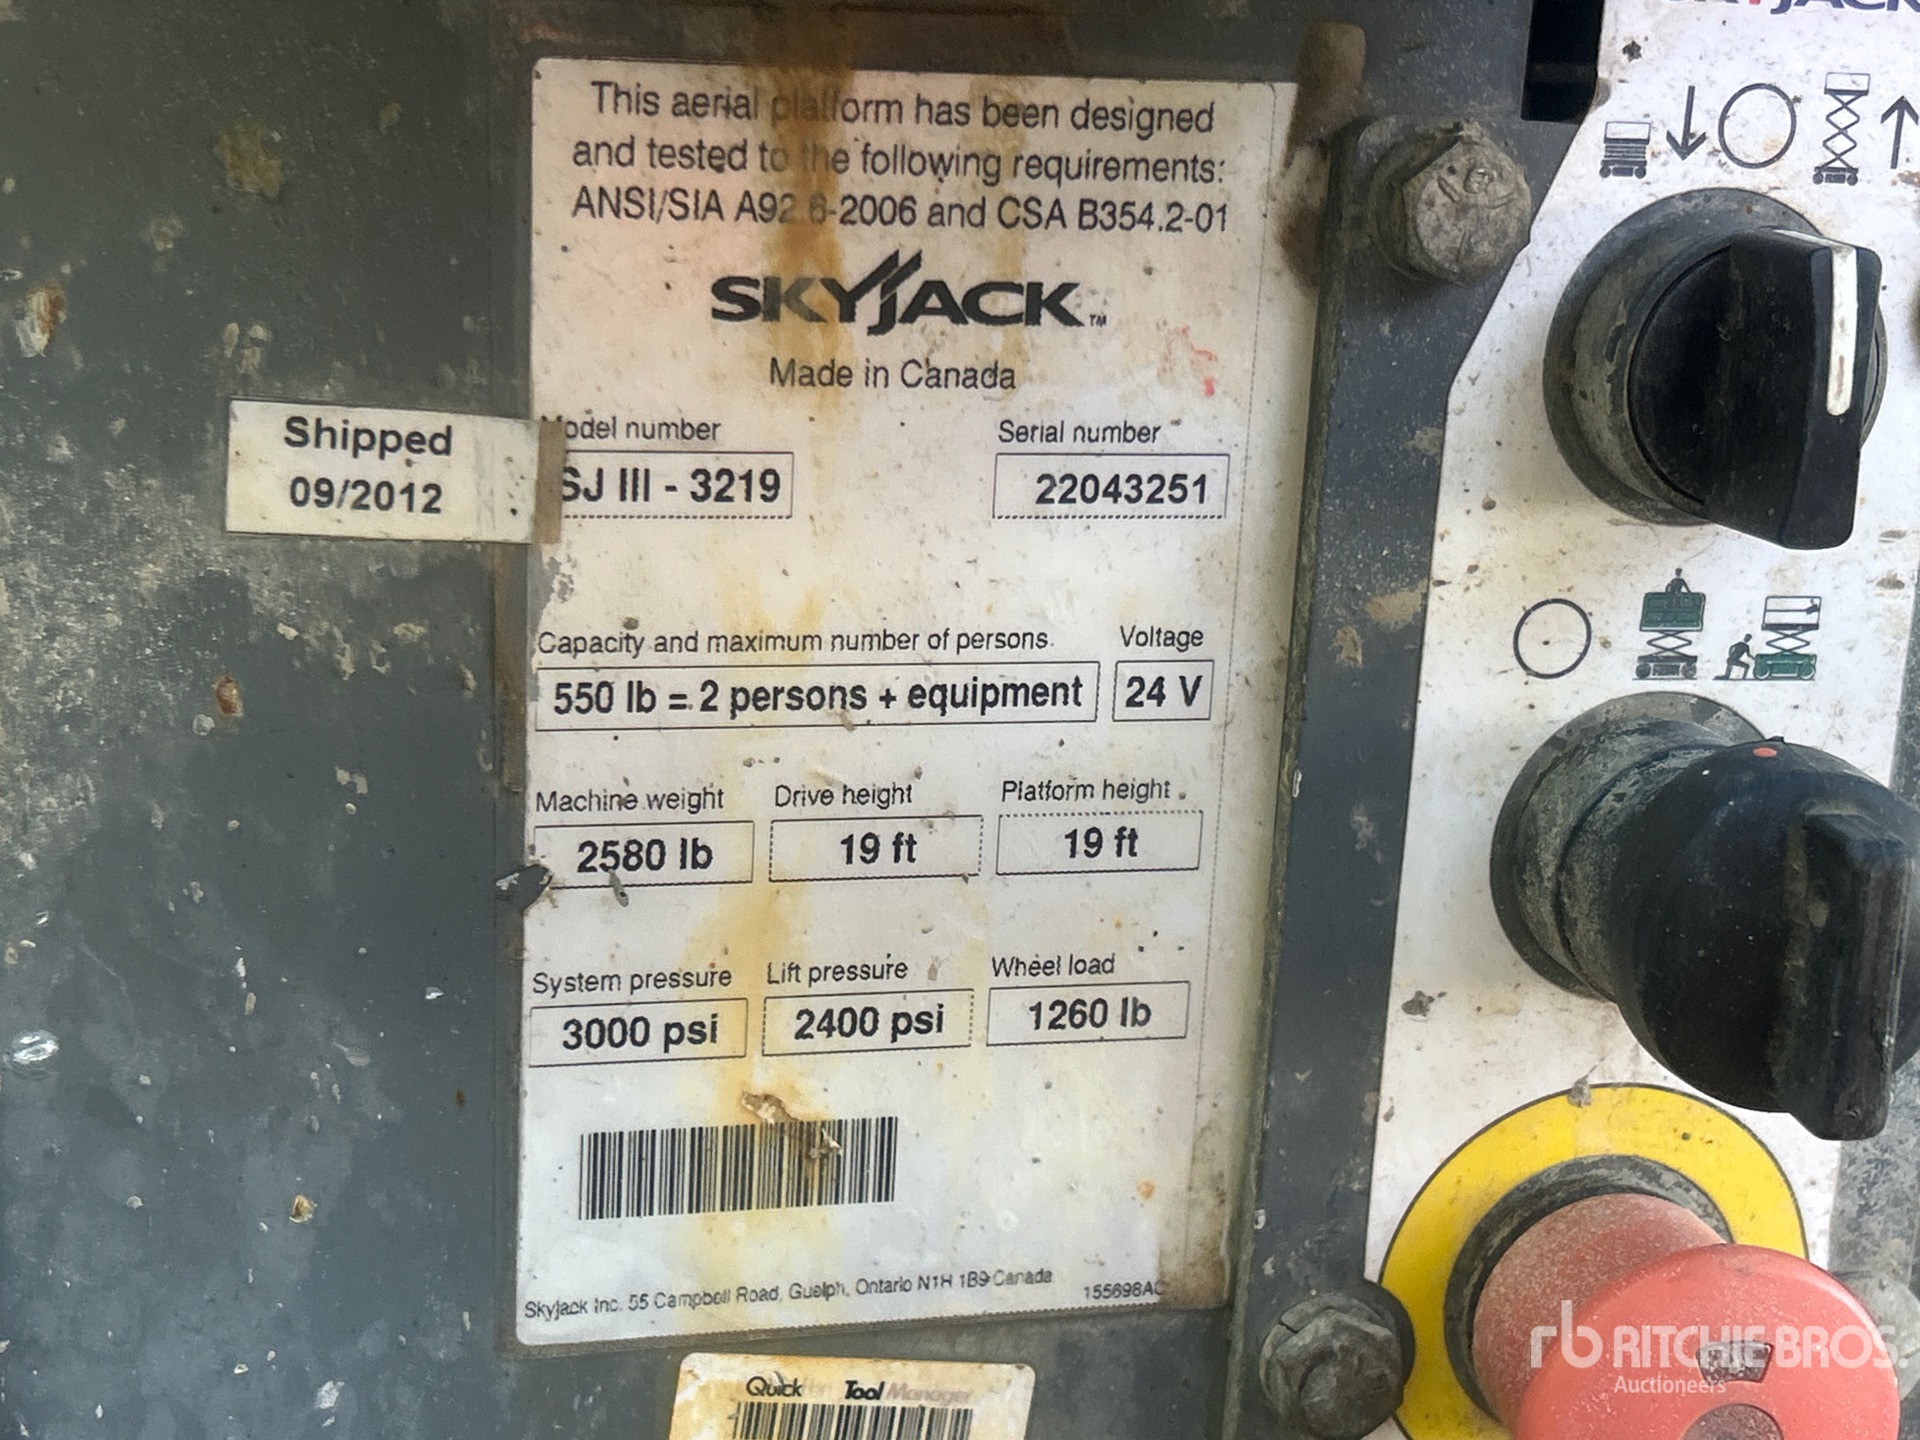 This aerial platform has been designed
and tested to the following requirements:
ANSI/SIA A92.6-2006 and CSA B354.2-01
SKYJACK™
Made in Canada
Shipped
09/2012
Model number
SJ III - 3219
Serial number
22043251
Capacity and maximum number of persons
550 lb = 2 persons + equipment
Voltage
24 V
Machine weight
2580 lb
Drive height
19 ft
Platform height
19 ft
System pressure
3000 psi
Lift pressure
2400 psi
Wheel load
1260 lb
Skyjack Inc. 55 Campbell Road, Guelph, Ontario N1H 1B9 Canada
155698AC
Quick Tool Manager
SKYJACK
rb RITCHIE BROS.
Auctioneers